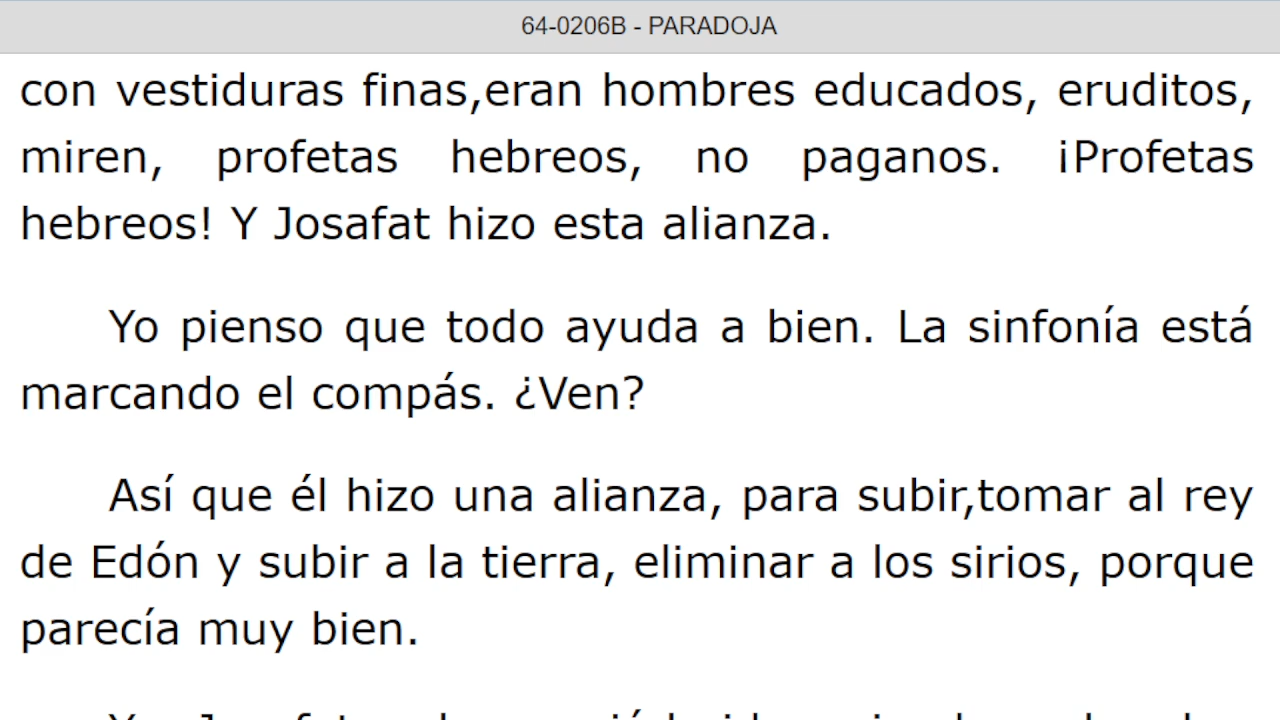 64-0206B - PARADOJA
con vestiduras finas,eran hombres educados, eruditos,
miren, profetas hebreos, no paganos. ¡Profetas
hebreos! Y Josafat hizo esta alianza.
Yo pienso que todo ayuda a bien. La sinfonía está
marcando el compás. ¿Ven?
Así que él hizo una alianza, para subir,tomar al rey
de Edón y subir a la tierra, eliminar a los sirios, porque
parecía muy bien.